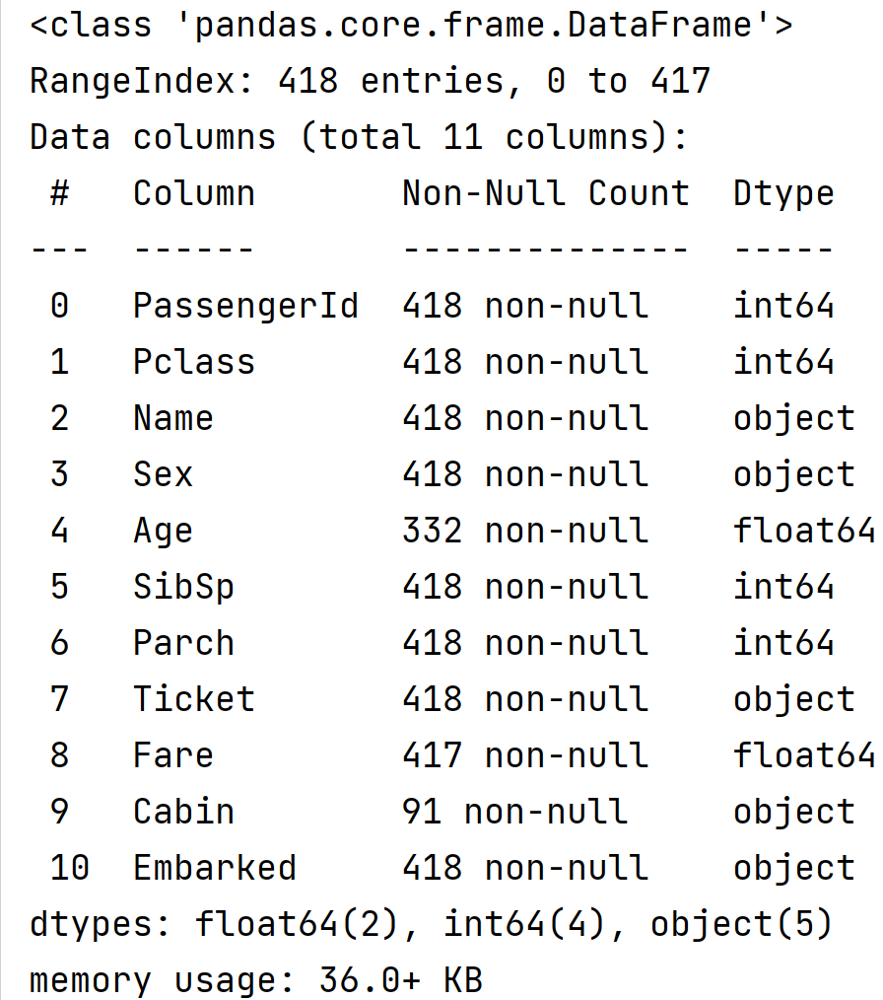 <class 'pandas.core.frame.DataFrame'>
RangeIndex: 418 entries, 0 to 417
Data columns (total 11 columns):
 #   Column       Non-Null Count  Dtype
---  ------       --------------  -----
 0   PassengerId  418 non-null    int64
 1   Pclass       418 non-null    int64
 2   Name         418 non-null    object
 3   Sex          418 non-null    object
 4   Age          332 non-null    float64
 5   SibSp        418 non-null    int64
 6   Parch        418 non-null    int64
 7   Ticket       418 non-null    object
 8   Fare         417 non-null    float64
 9   Cabin        91 non-null     object
 10  Embarked     418 non-null    object
dtypes: float64(2), int64(4), object(5)
memory usage: 36.0+ KB